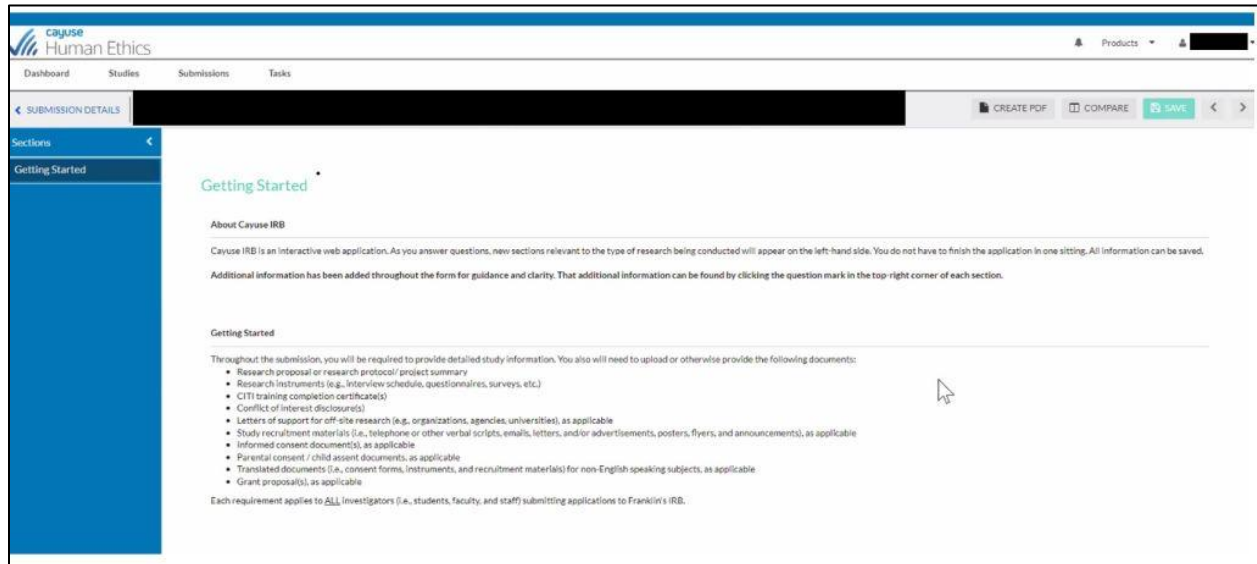 cayuse
Human Ethics
Products
Dashboard Studies Submissions Tasks
SUBMISSION DETAILS
CREATE PDF COMPARE SAVE
Sections
Getting Started
Getting Started
About Cayuse IRB
Cayuse IRB is an interactive web application. As you answer questions, new sections relevant to the type of research being conducted will appear on the left-hand side. You do not have to finish the application in one sitting. All information can be saved.
Additional information has been added throughout the form for guidance and clarity. That additional information can be found by clicking the question mark in the top-right corner of each section.
Getting Started
Throughout the submission, you will be required to provide detailed study information. You also will need to upload or otherwise provide the following documents:
• Research proposal or research protocol/ project summary
• Research instruments (e.g., interview schedule, questionnaires, surveys, etc.)
• CITI training completion certificate(s)
• Conflict of interest disclosure(s)
• Letters of support for off-site research (e.g., organizations, agencies, universities), as applicable
• Study recruitment materials (i.e., telephone or other verbal scripts, emails, letters, and/or advertisements, posters, flyers, and announcements), as applicable
• Informed consent document(s), as applicable
• Parental consent / child assent documents, as applicable
• Translated documents (i.e., consent forms, instruments, and recruitment materials) for non-English speaking subjects, as applicable
• Grant proposal(s), as applicable
Each requirement applies to ALL investigators (i.e., students, faculty, and staff) submitting applications to Franklin's IRB.